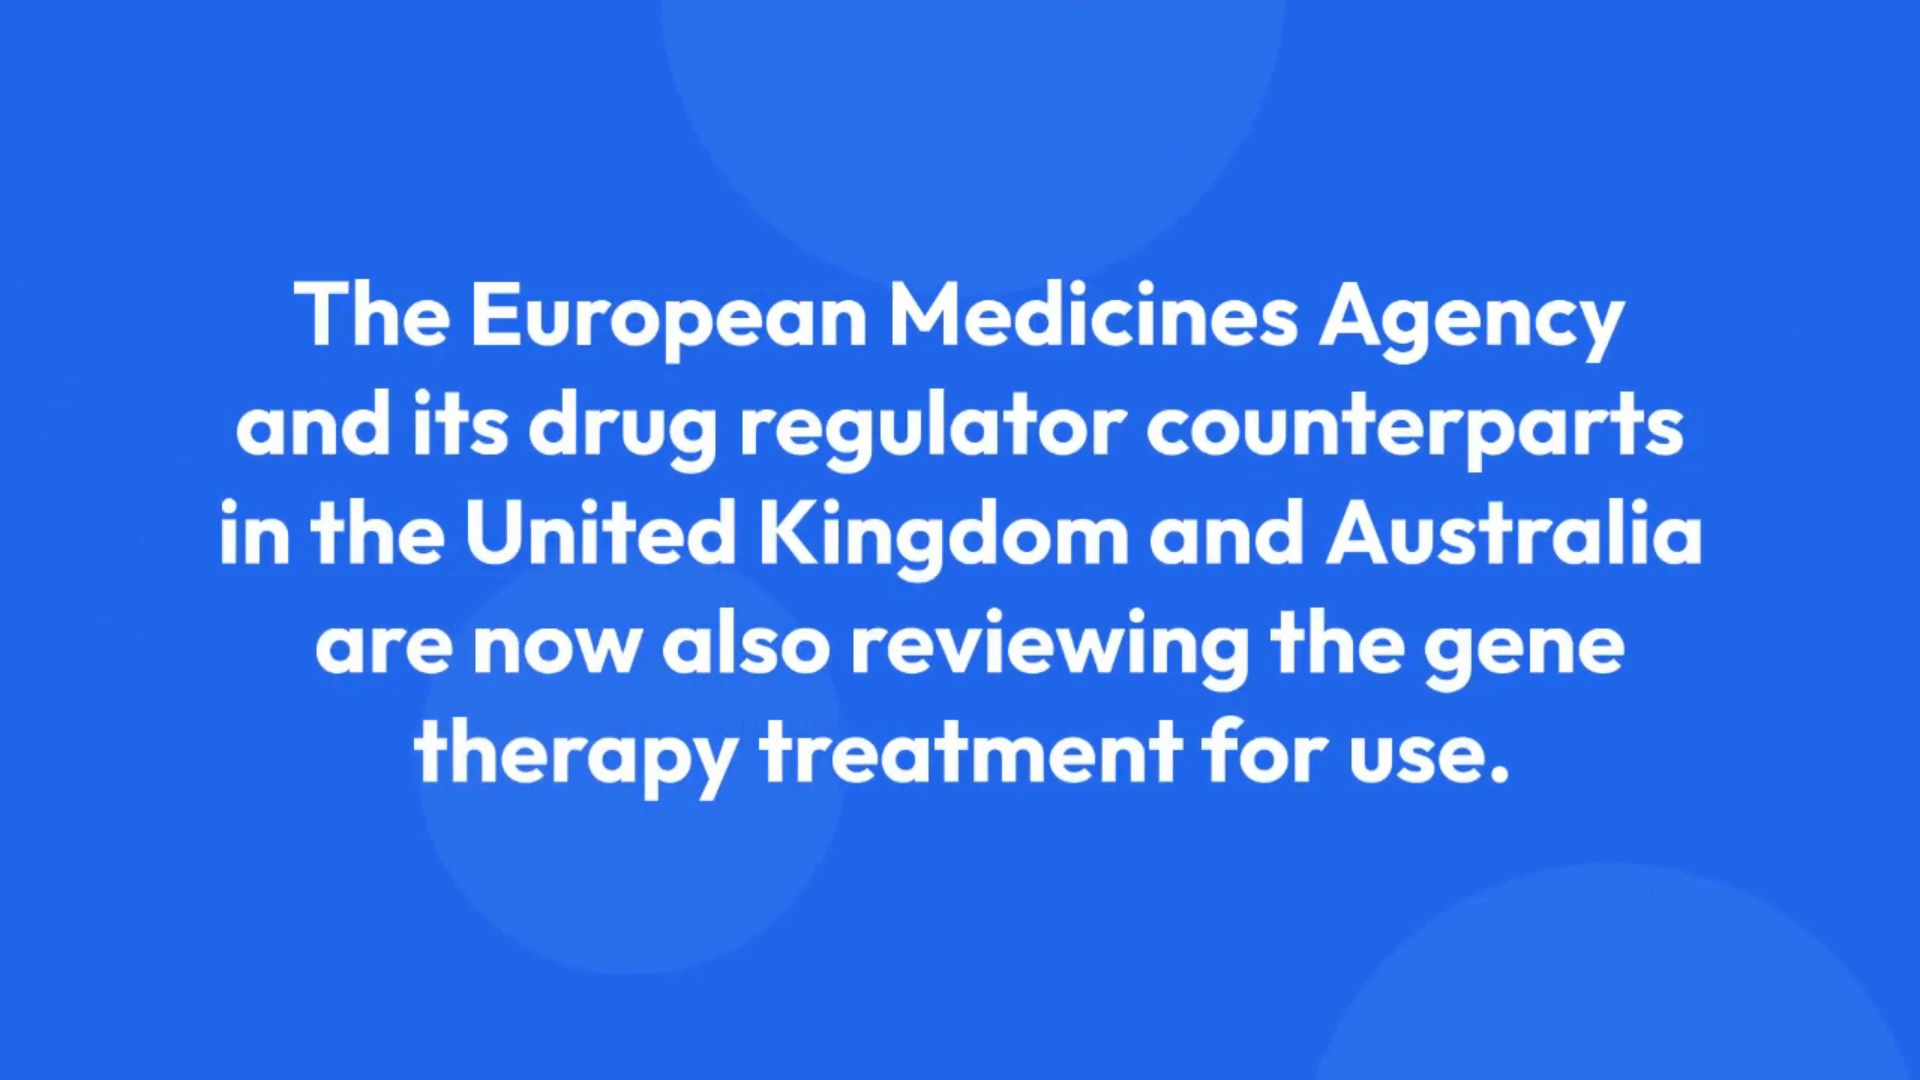 The European Medicines Agency
and its drug regulator counterparts
in the United Kingdom and Australia
are now also reviewing the gene
therapy treatment for use.